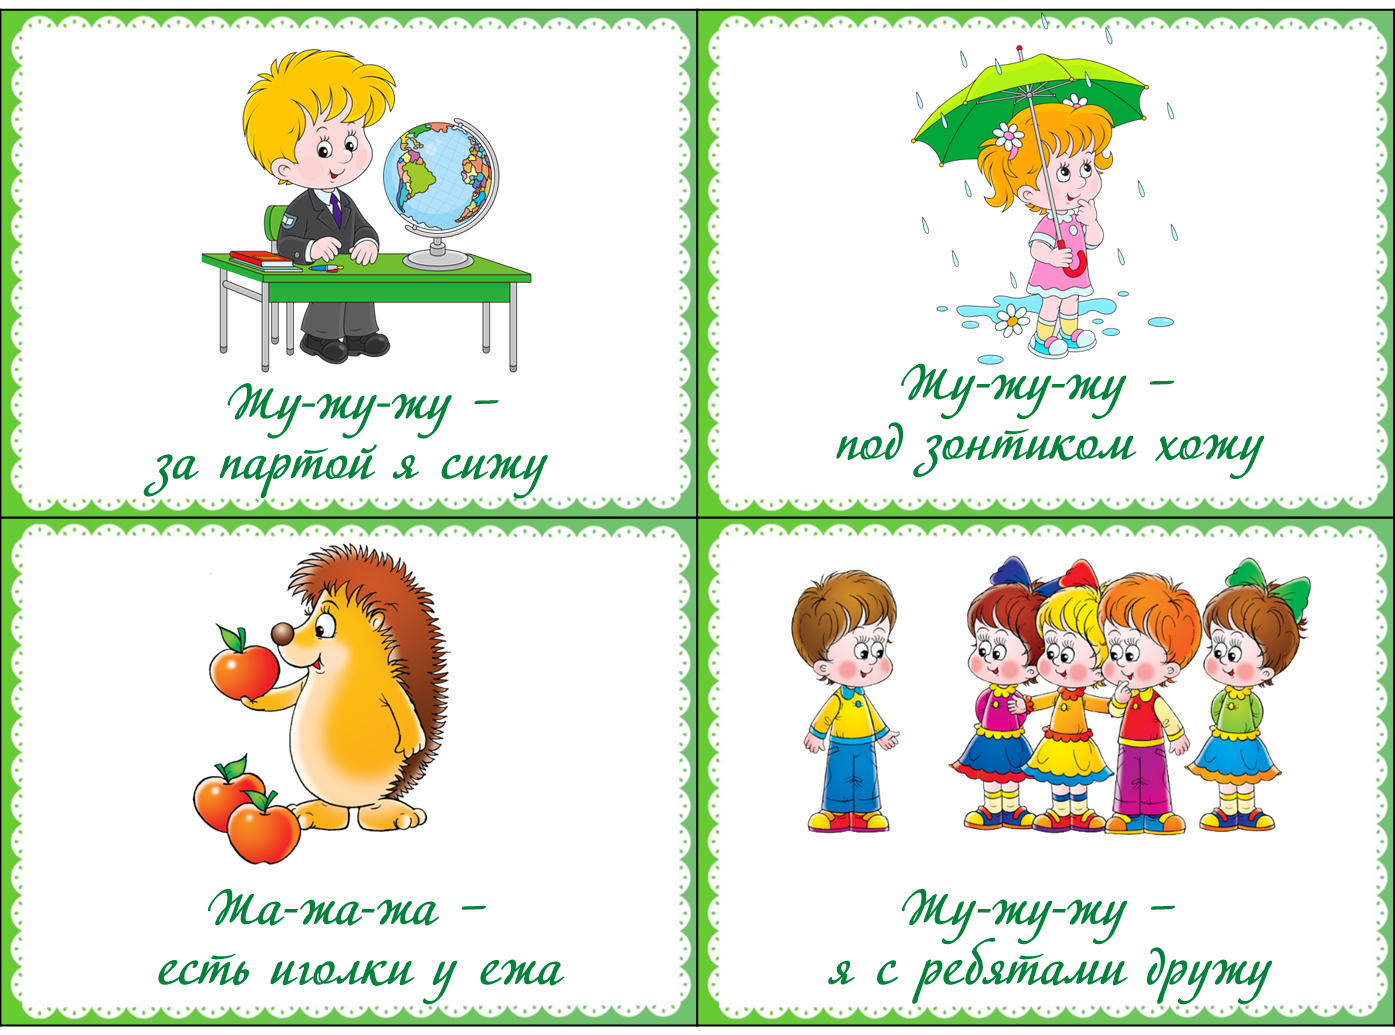 Жу-жу-жу –
за партой я сижу
Жу-жу-жу –
под зонтиком хожу
Жа-жа-жа –
есть иголки у ежа
Жу-жу-жу –
я с ребятами дружу